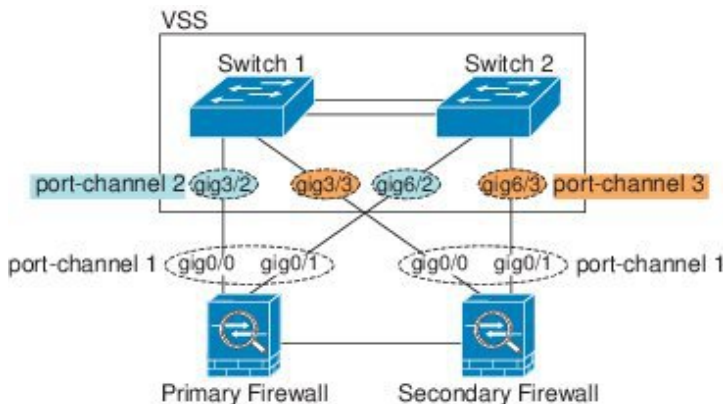 VSS
Switch 1 Switch 2
port-channel 2 gig3/2 gig3/3 gig6/2 gig6/3 port-channel 3
port-channel 1 gig0/0 gig0/1 gig0/0 gig0/1 port-channel 1
Primary Firewall Secondary Firewall